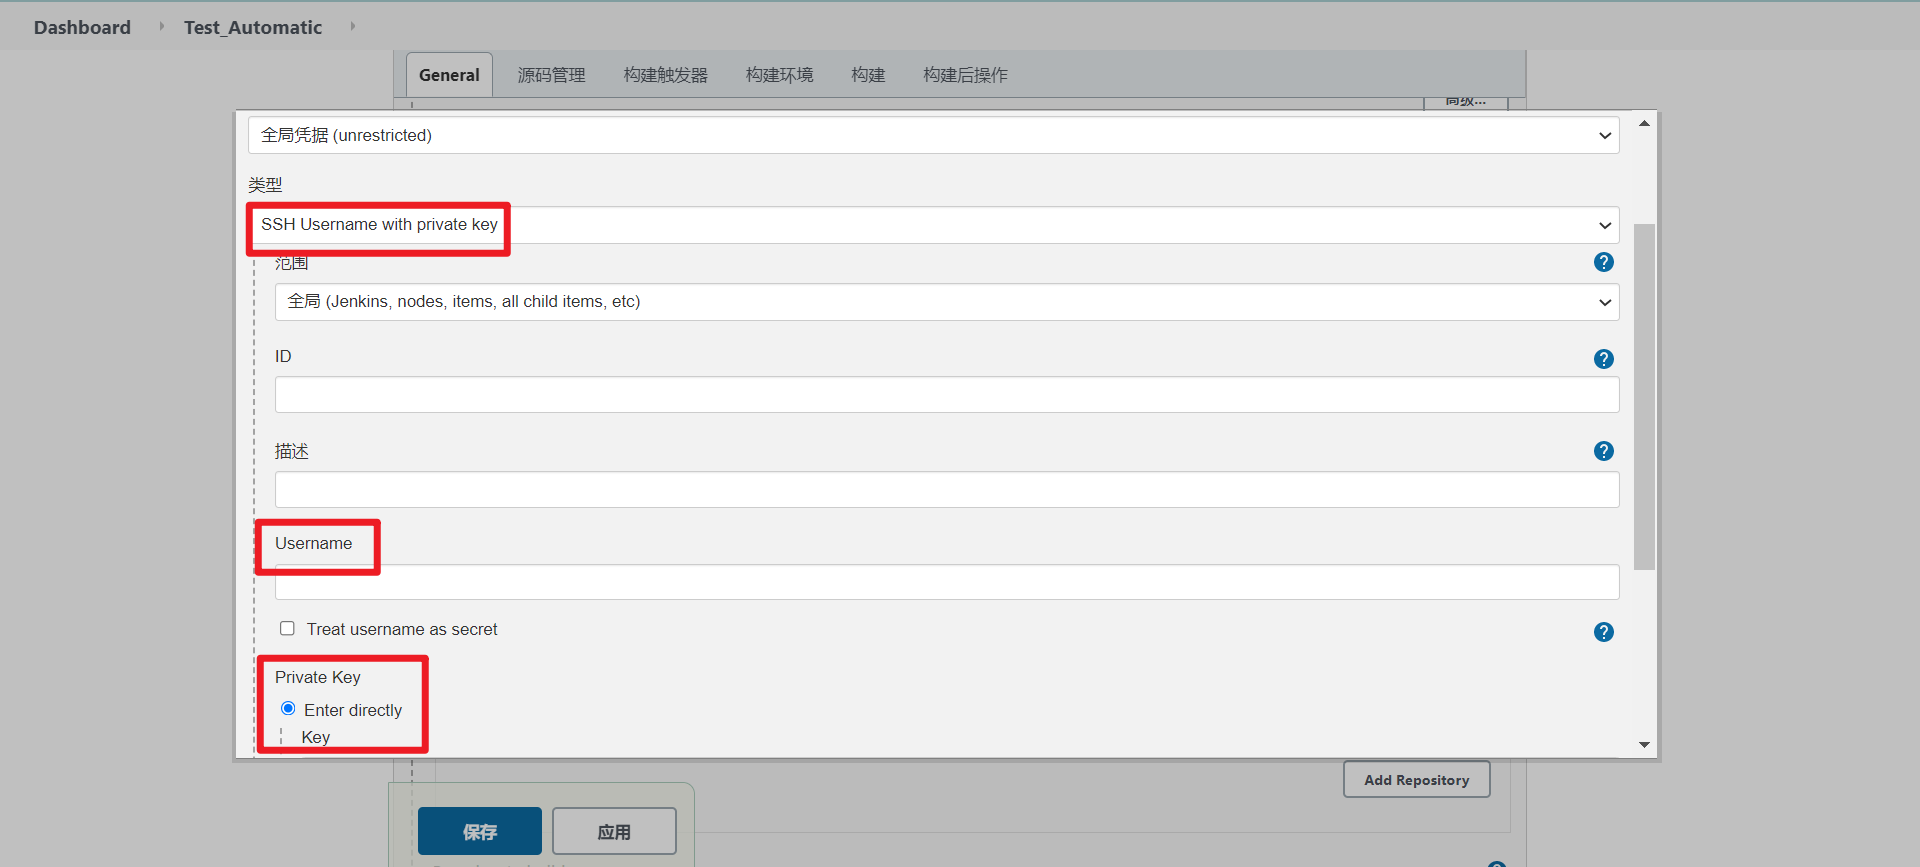 Dashboard
Test_Automatic
General
源码管理
构建触发器
构建环境
构建
构建后操作
高级...
全局凭据 (unrestricted)
类型
SSH Username with private key
范围
全局 (Jenkins, nodes, items, all child items, etc)
ID
描述
Username
Treat username as secret
Private Key
Enter directly
Key
Add Repository
保存
应用